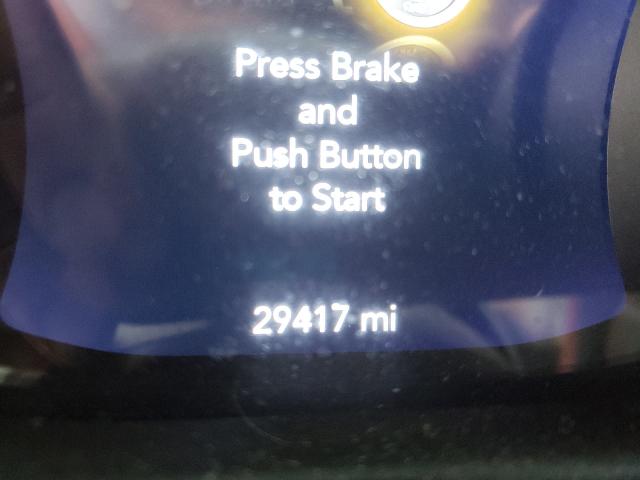 Press Brake
and
Push Button
to Start
29417 mi